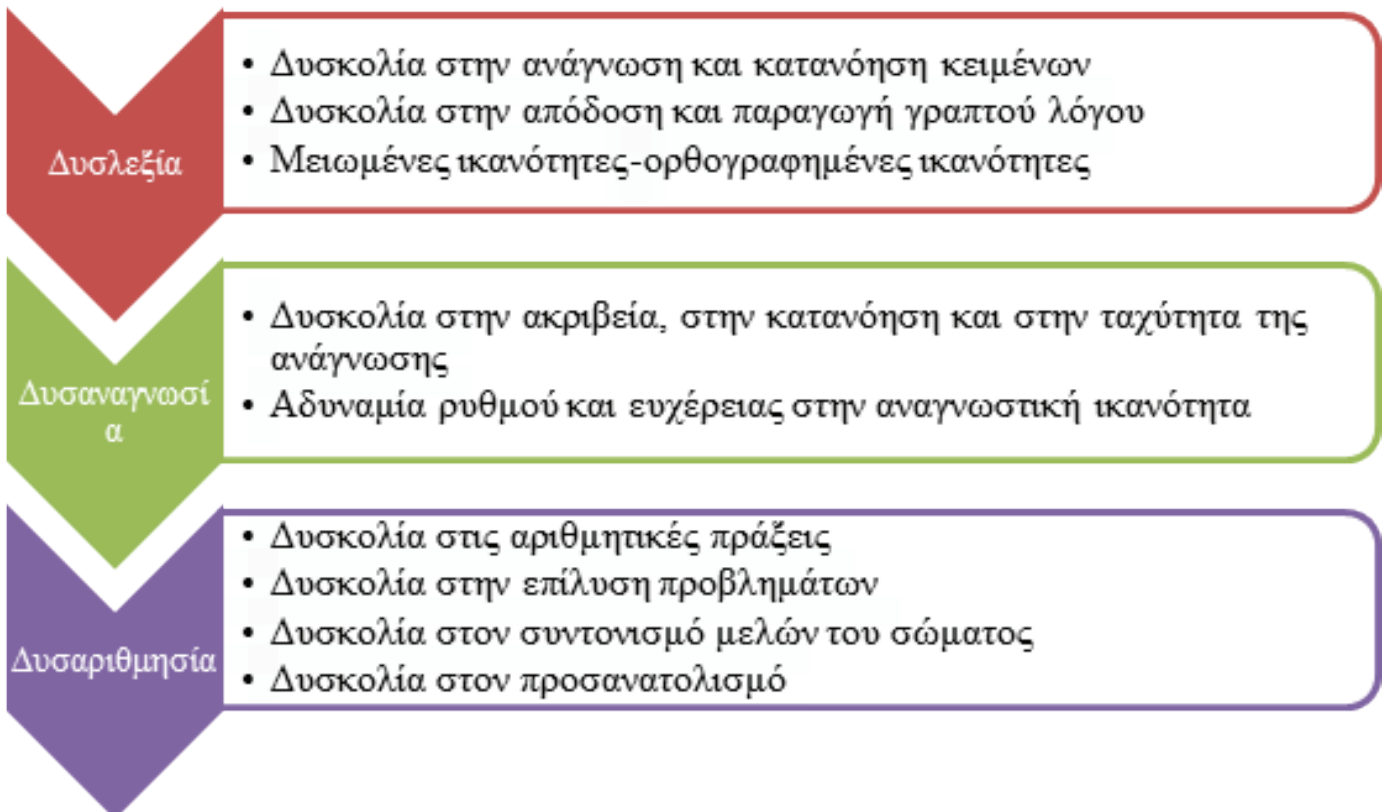 Δυσλεξία
• Δυσκολία στην ανάγνωση και κατανόηση κειμένων
• Δυσκολία στην απόδοση και παραγωγή γραπτού λόγου
• Μειωμένες ικανότητες-ορθογραφημένες ικανότητες
Δυσαναγνωσί
α
• Δυσκολία στην ακριβεία, στην κατανόηση και στην ταχύτητα της
ανάγνωσης
• Αδυναμία ρυθμού και ευχέρειας στην αναγνωστική ικανότητα
Δυσαριθμησία
• Δυσκολία στις αριθμητικές πράξεις
• Δυσκολία στην επίλυση προβλημάτων
• Δυσκολία στον συντονισμό μελών του σώματος
• Δυσκολία στον προσανατολισμό